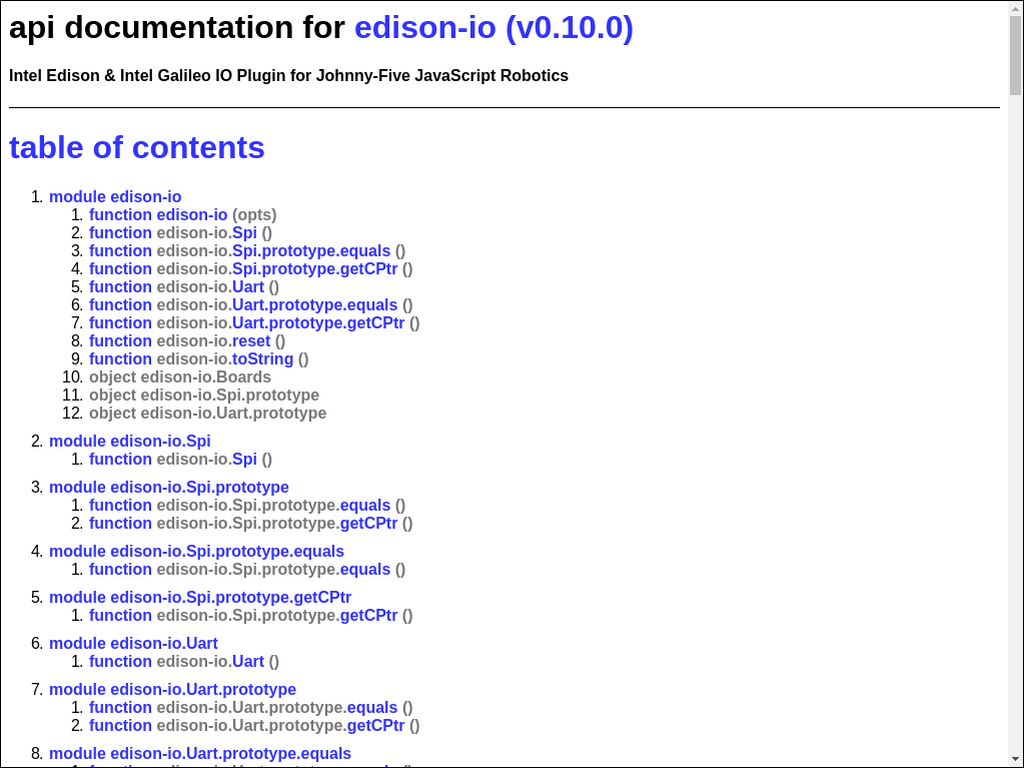 api documentation for edison-io (v0.10.0)
Intel Edison & Intel Galileo IO Plugin for Johnny-Five JavaScript Robotics
table of contents
1. module edison-io
1. function edison-io (opts)
2. function edison-io.Spi ()
3. function edison-io.Spi.prototype.equals ()
4. function edison-io.Spi.prototype.getCPtr ()
5. function edison-io.Uart ()
6. function edison-io.Uart.prototype.equals ()
7. function edison-io.Uart.prototype.getCPtr ()
8. function edison-io.reset ()
9. function edison-io.toString ()
10. object edison-io.Boards
11. object edison-io.Spi.prototype
12. object edison-io.Uart.prototype
2. module edison-io.Spi
1. function edison-io.Spi ()
3. module edison-io.Spi.prototype
1. function edison-io.Spi.prototype.equals ()
2. function edison-io.Spi.prototype.getCPtr ()
4. module edison-io.Spi.prototype.equals
1. function edison-io.Spi.prototype.equals ()
5. module edison-io.Spi.prototype.getCPtr
1. function edison-io.Spi.prototype.getCPtr ()
6. module edison-io.Uart
1. function edison-io.Uart ()
7. module edison-io.Uart.prototype
1. function edison-io.Uart.prototype.equals ()
2. function edison-io.Uart.prototype.getCPtr ()
8. module edison-io.Uart.prototype.equals